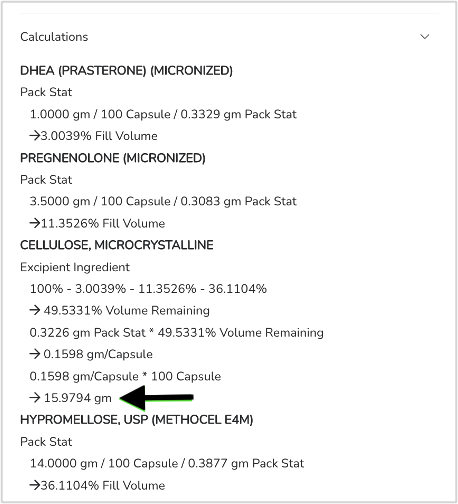 Calculations
DHEA (PRASTERONE) (MICRONIZED)
Pack Stat
1.0000 gm / 100 Capsule / 0.3329 gm Pack Stat
→3.0039% Fill Volume
PREGNENOLONE (MICRONIZED)
Pack Stat
3.5000 gm / 100 Capsule / 0.3083 gm Pack Stat
→11.3526% Fill Volume
CELLULOSE, MICROCRYSTALLINE
Excipient Ingredient
100% - 3.0039% - 11.3526% - 36.1104%
→ 49.5331% Volume Remaining
0.3226 gm Pack Stat * 49.5331% Volume Remaining
→ 0.1598 gm/Capsule
0.1598 gm/Capsule * 100 Capsule
→ 15.9794 gm
HYPROMELLOSE, USP (METHOCEL E4M)
Pack Stat
14.0000 gm / 100 Capsule / 0.3877 gm Pack Stat
→36.1104% Fill Volume